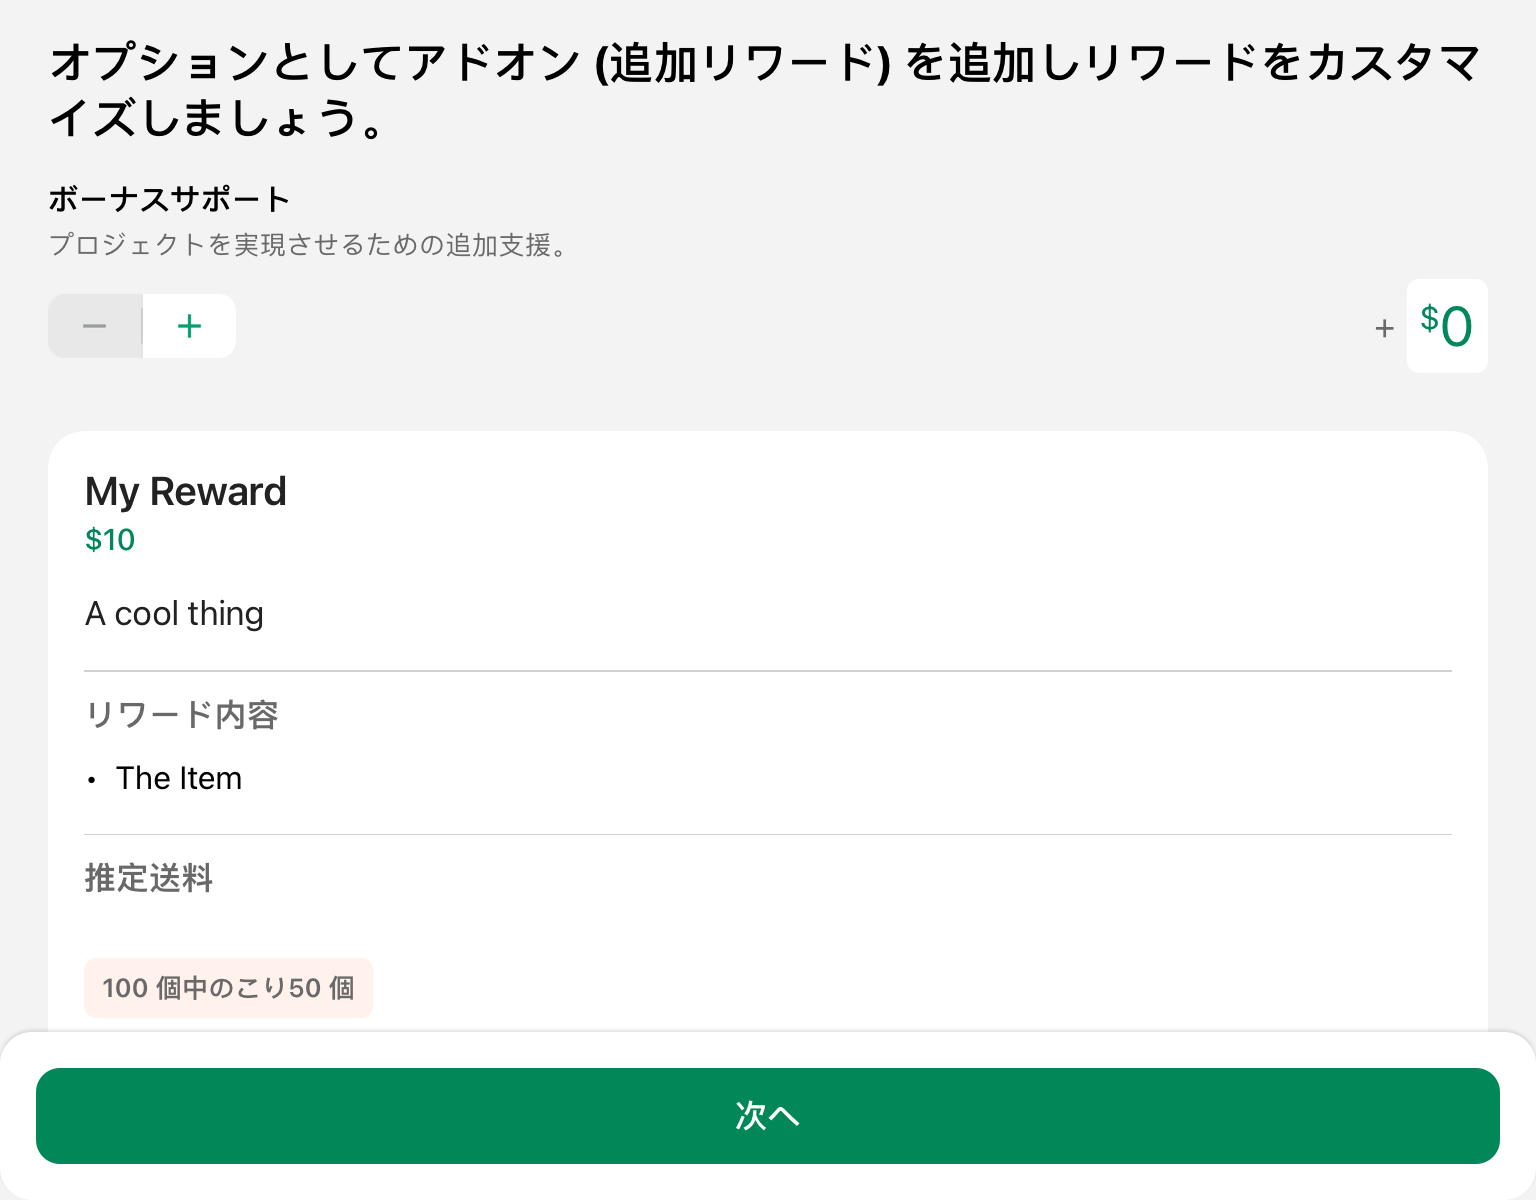 オプションとしてアドオン (追加リワード) を追加しリワードをカスタマ
イズしましょう。
ボーナスサポート
プロジェクトを実現させるための追加支援。
− +
+ $0
My Reward
$10
A cool thing
リワード内容
• The Item
推定送料
100 個中のこり50 個
次へ